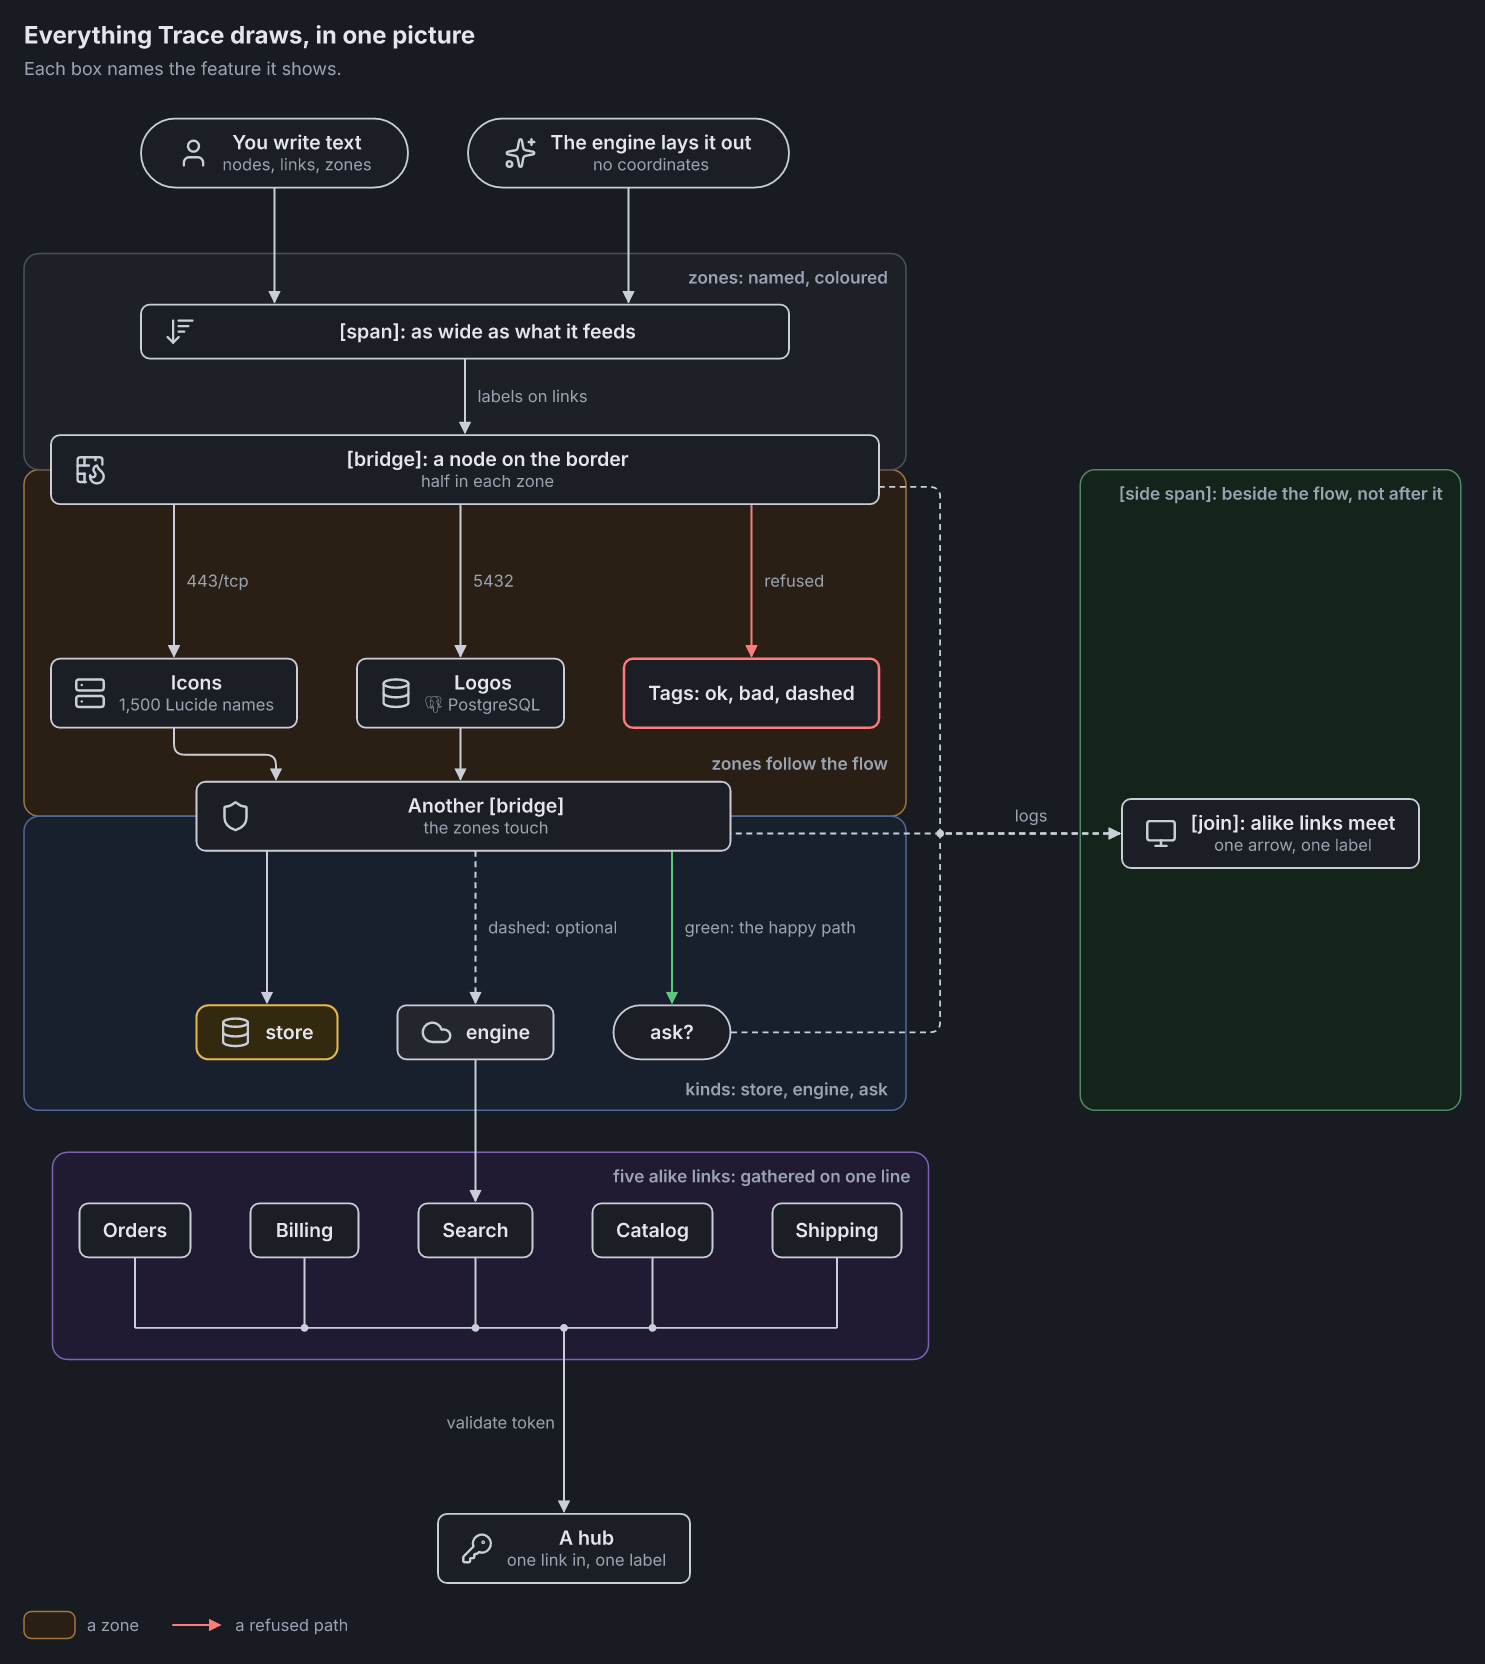 Everything Trace draws, in one picture
Each box names the feature it shows.
You write text
nodes, links, zones
The engine lays it out
no coordinates
zones: named, coloured
[span]: as wide as what it feeds
labels on links
[bridge]: a node on the border
half in each zone
[side span]: beside the flow, not after it
443/tcp
5432
refused
Icons
1,500 Lucide names
Logos
PostgreSQL
Tags: ok, bad, dashed
zones follow the flow
Another [bridge]
the zones touch
logs
[join]: alike links meet
one arrow, one label
dashed: optional
green: the happy path
store
engine
ask?
kinds: store, engine, ask
five alike links: gathered on one line
Orders
Billing
Search
Catalog
Shipping
validate token
A hub
one link in, one label
a zone
a refused path